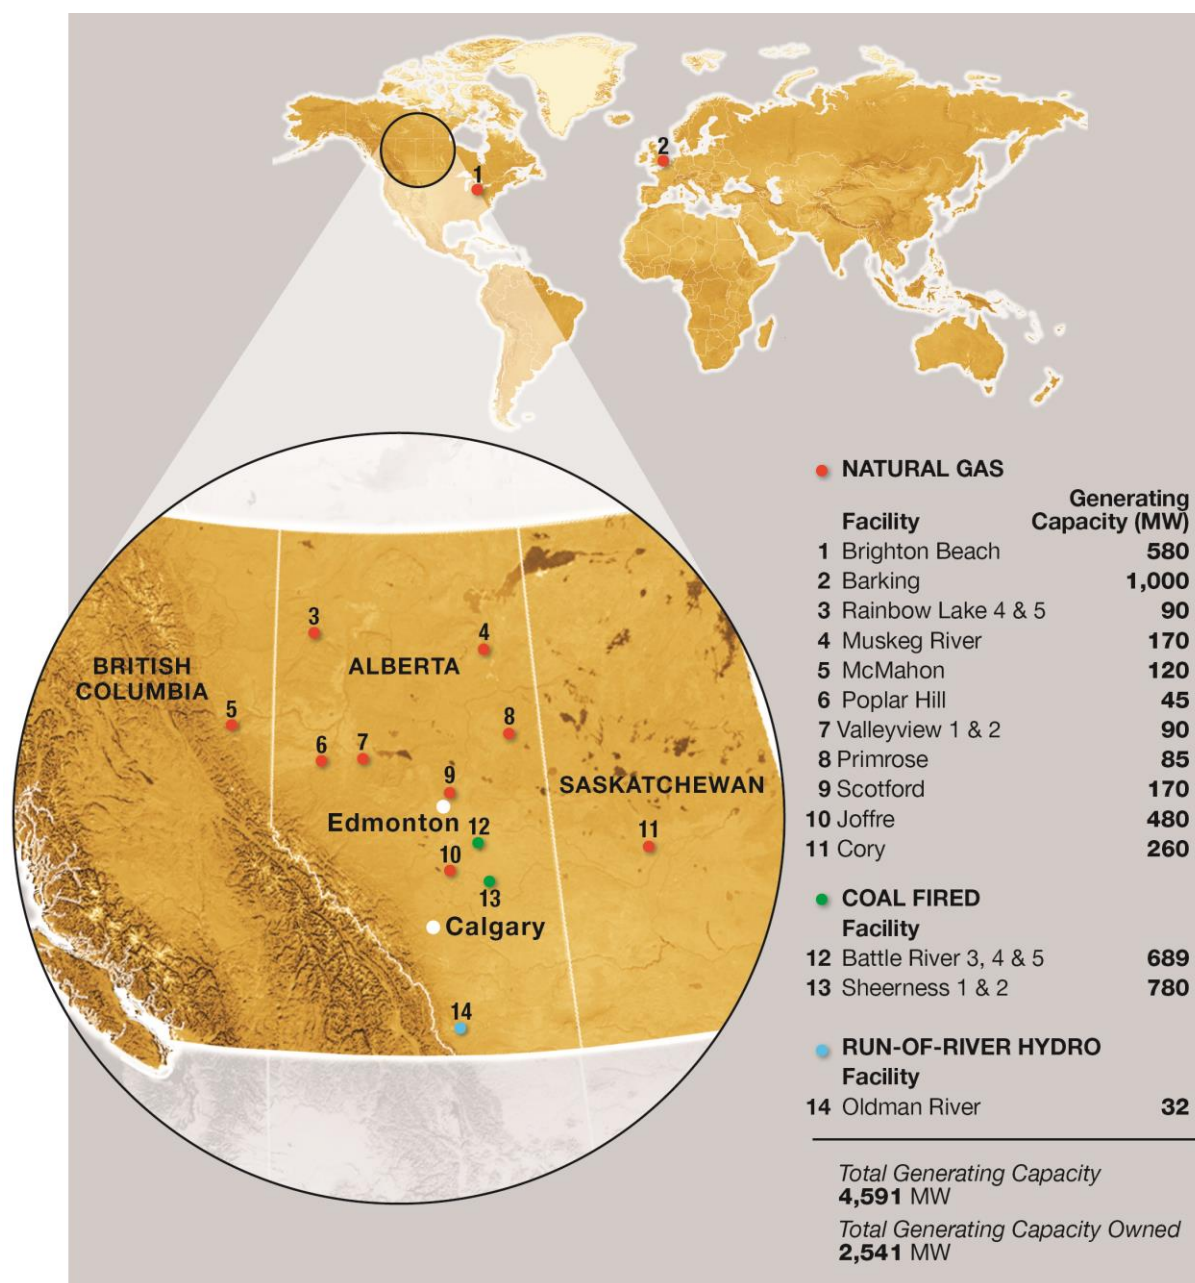 2
1
3
4
BRITISH
COLUMBIA
ALBERTA
5
8
6
7
9
SASKATCHEWAN
Edmonton
12
11
10
13
Calgary
14
NATURAL GAS
Facility Generating Capacity (MW)
1 Brighton Beach 580
2 Barking 1,000
3 Rainbow Lake 4 & 5 90
4 Muskeg River 170
5 McMahon 120
6 Poplar Hill 45
7 Valleyview 1 & 2 90
8 Primrose 85
9 Scotford 170
10 Joffre 480
11 Cory 260
COAL FIRED
Facility
12 Battle River 3, 4 & 5 689
13 Sheerness 1 & 2 780
RUN-OF-RIVER HYDRO
Facility
14 Oldman River 32
Total Generating Capacity
4,591 MW
Total Generating Capacity Owned
2,541 MW